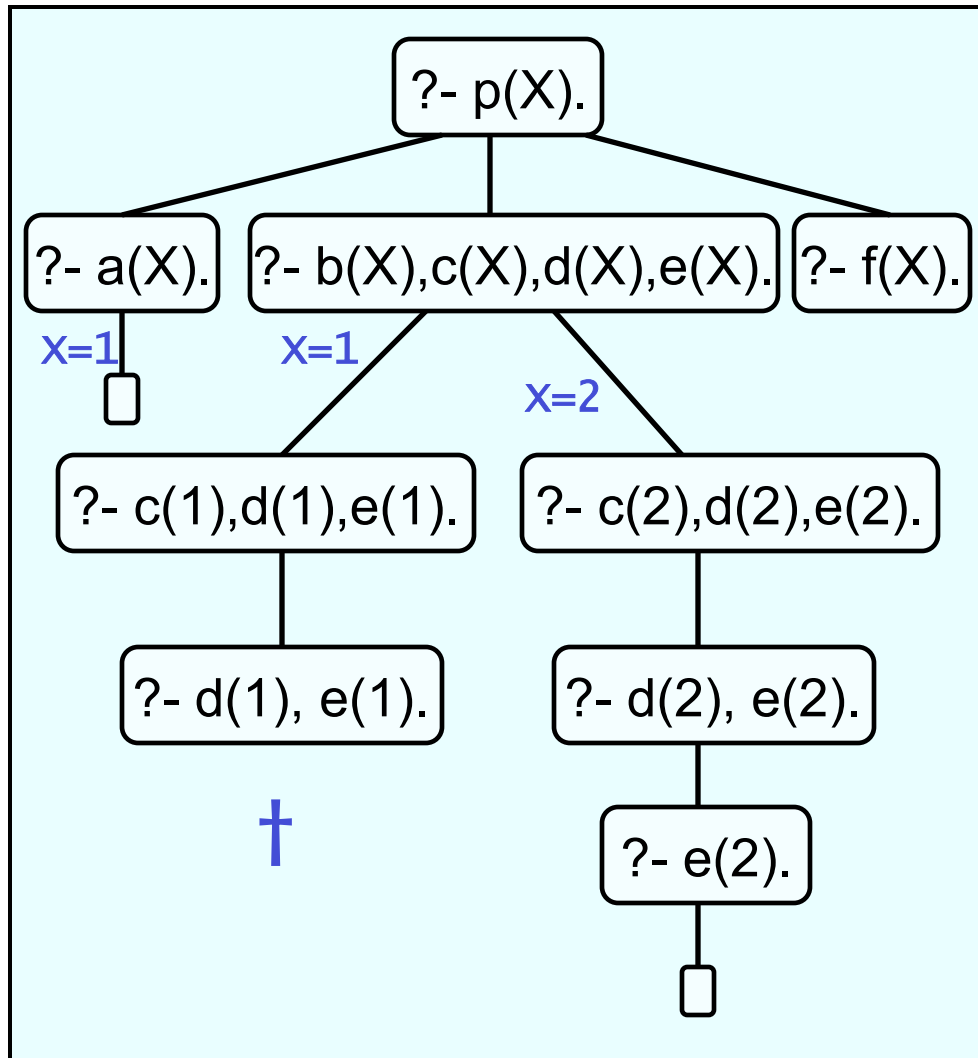 ?- p(X).
?- a(X).
?- b(X),c(X),d(X),e(X).
?- f(X).
X=1
X=1
X=2
?- c(1),d(1),e(1).
?- c(2),d(2),e(2).
?- d(1), e(1).
?- d(2), e(2).
†
?- e(2).